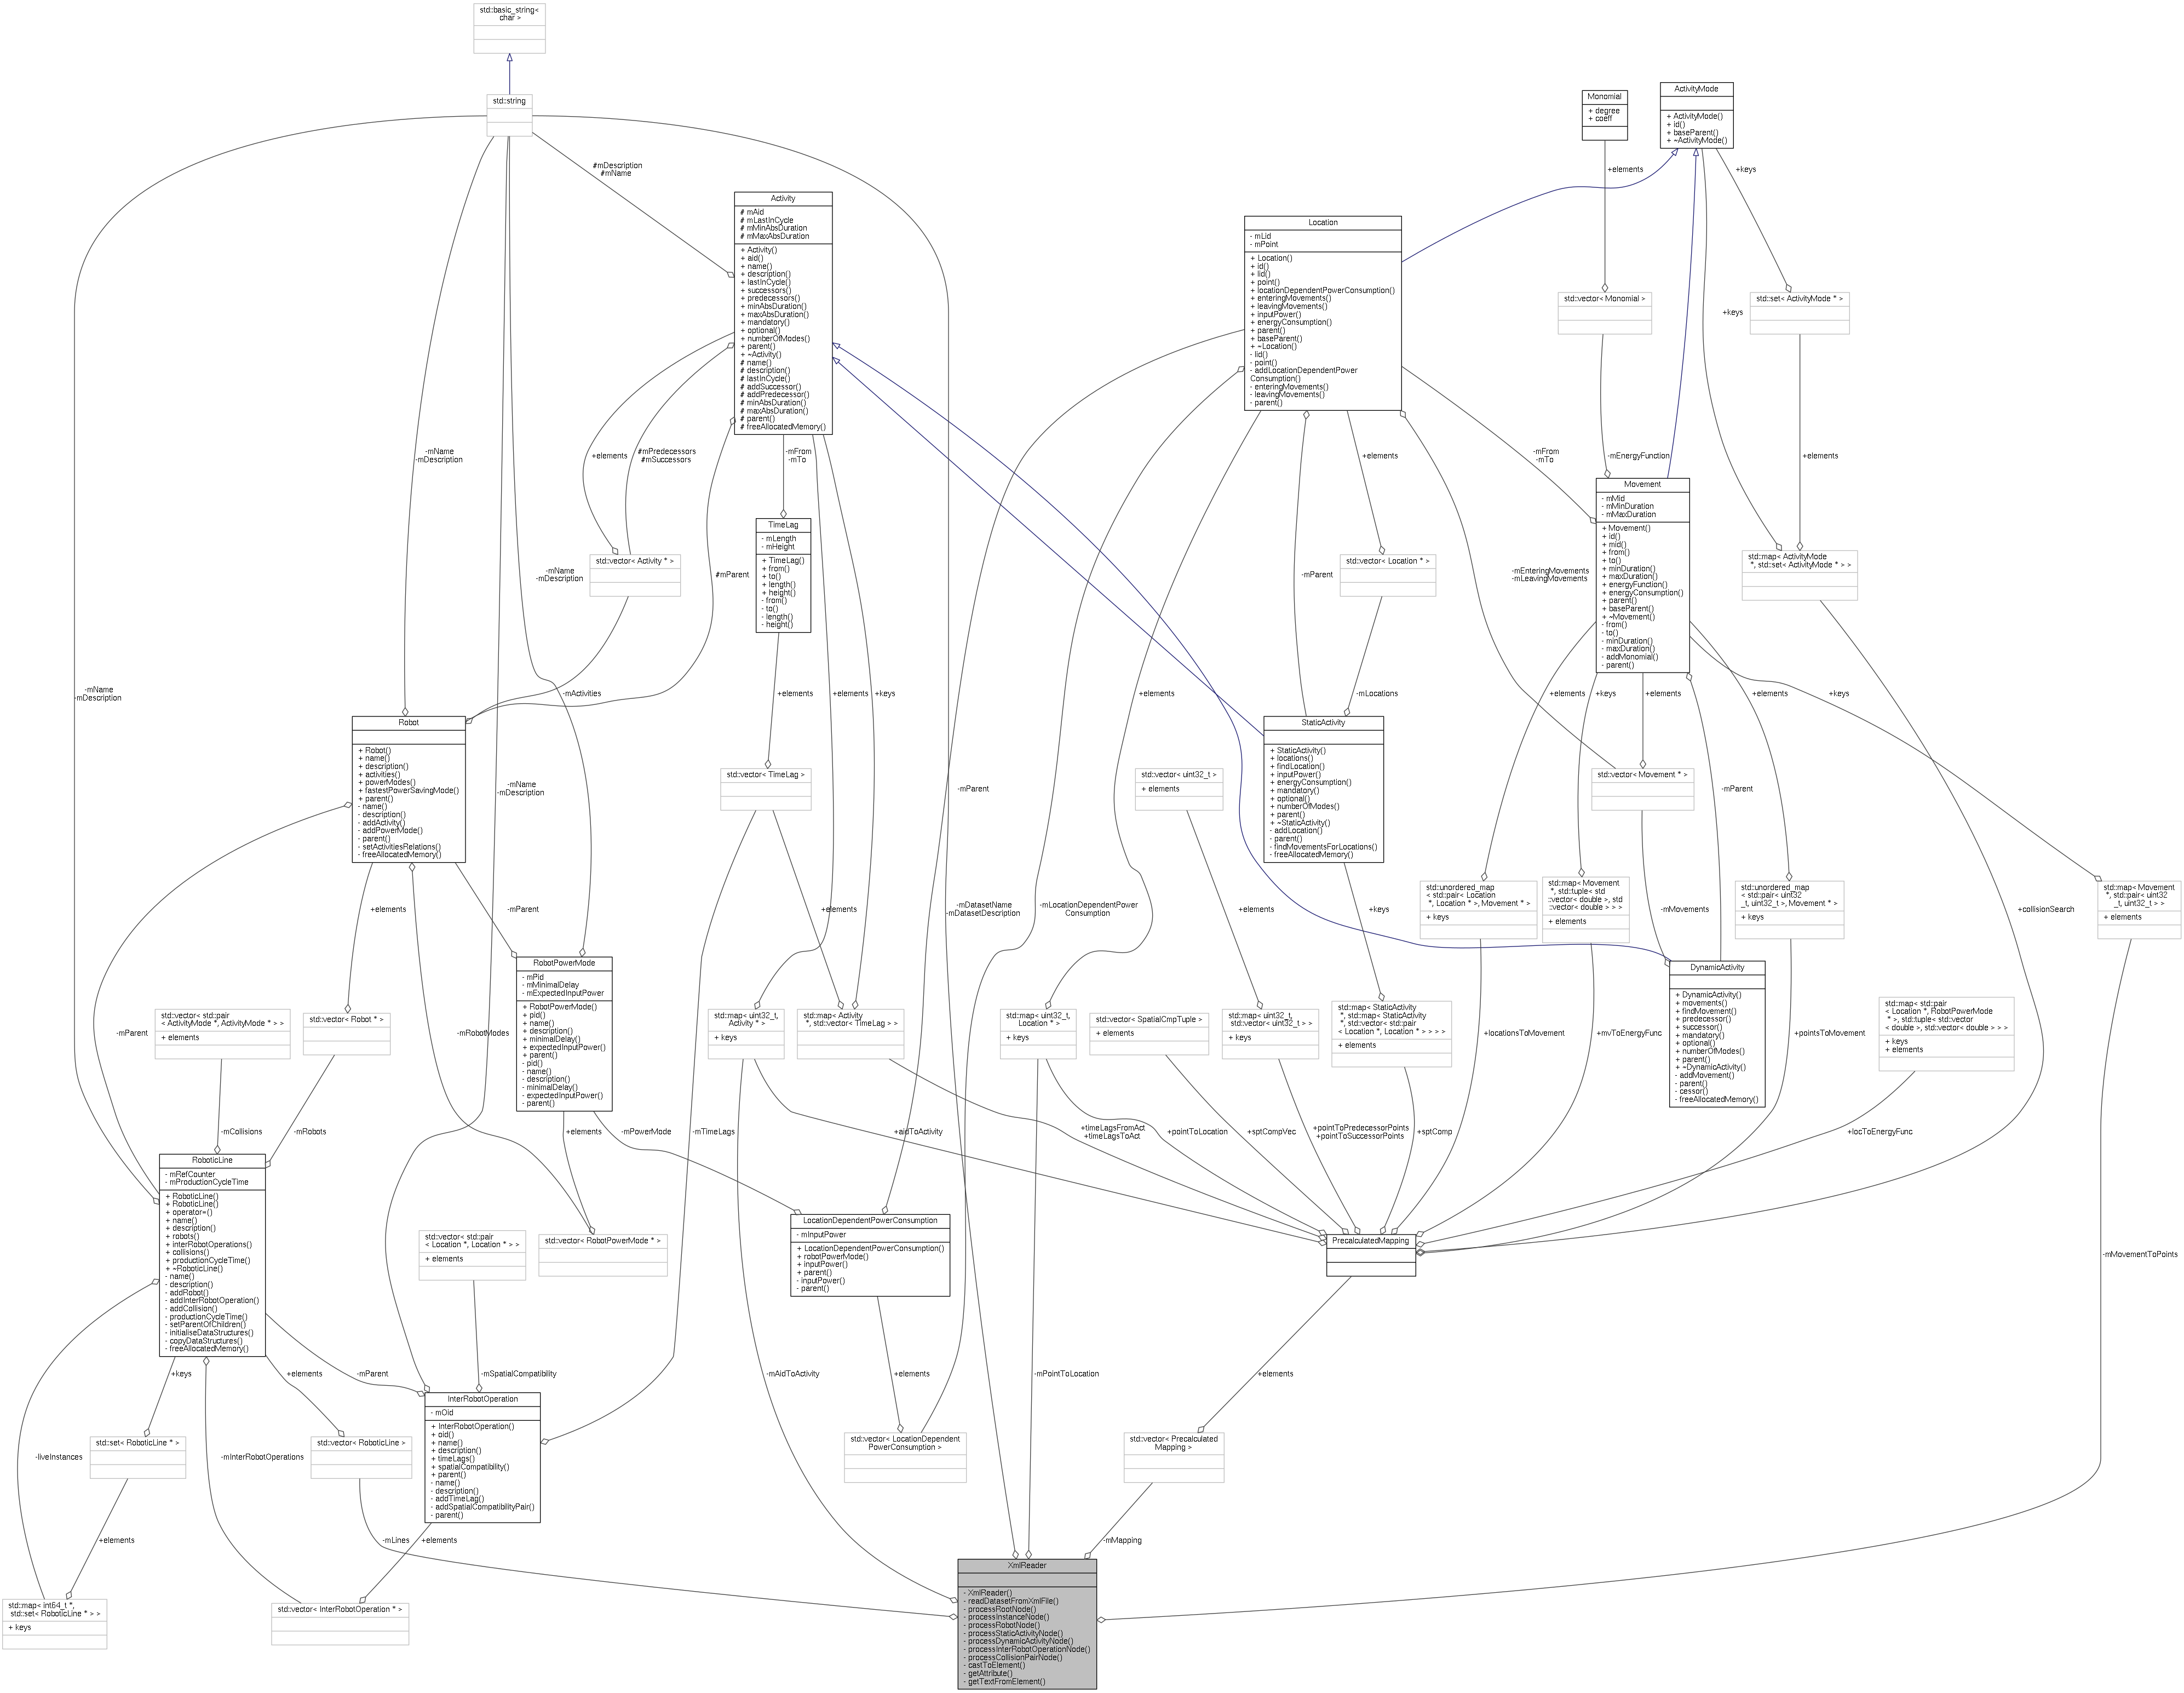 std::basic_string<
char >
std::string
Monomial
+ degree
+ coeff
ActivityMode
+ ActivityMode()
+ id()
+ baseParent()
+ ~ActivityMode()
#mDescription
#mName
+elements
+keys
Activity
# mAid
# mLastInCycle
# mMinAbsDuration
# mMaxAbsDuration
+ Activity()
+ aid()
+ name()
+ description()
+ lastInCycle()
+ successors()
+ predecessors()
+ minAbsDuration()
+ maxAbsDuration()
+ mandatory()
+ optional()
+ numberOfModes()
+ parent()
+ ~Activity()
# name()
# description()
# lastInCycle()
# addSuccessor()
# addPredecessor()
# minAbsDuration()
# maxAbsDuration()
# parent()
# freeAllocatedMemory()
Location
- mLid
- mPoint
+ Location()
+ id()
+ lid()
+ point()
+ locationDependentPowerConsumption()
+ enteringMovements()
+ leavingMovements()
+ inputPower()
+ energyConsumption()
+ parent()
+ baseParent()
+ ~Location()
- lid()
- point()
- addLocationDependentPower
Consumption()
- enteringMovements()
- leavingMovements()
- parent()
std::vector< Monomial >
std::set< ActivityMode * >
+keys
-mName
-mDescription
+elements
#mPredecessors
#mSuccessors
-mFrom
-mTo
+elements
-mFrom
-mTo
-mEnergyFunction
+elements
Movement
- mMid
- mMinDuration
- mMaxDuration
+ Movement()
+ id()
+ mid()
+ from()
+ to()
+ minDuration()
+ maxDuration()
+ energyFunction()
+ energyConsumption()
+ parent()
+ baseParent()
+ ~Movement()
- from()
- to()
- minDuration()
- maxDuration()
- addMonomial()
- parent()
TimeLag
- mLength
- mHeight
+ TimeLag()
+ from()
+ to()
+ length()
+ height()
- from()
- to()
- length()
- height()
-mName
-mDescription
std::vector< Activity * >
#mParent
-mParent
std::vector< Location * >
-mEnteringMovements
-mLeavingMovements
std::map< ActivityMode
*, std::set< ActivityMode * > >
-mName
-mDescription
-mActivities
+elements
+elements
+keys
+elements
-mLocations
+elements
+keys
+elements
+elements
+keys
Robot
+ Robot()
+ name()
+ description()
+ activities()
+ powerModes()
+ fastestPowerSavingMode()
+ parent()
- name()
- description()
- addActivity()
- addPowerMode()
- parent()
- setActivitiesRelations()
- freeAllocatedMemory()
StaticActivity
+ StaticActivity()
+ locations()
+ findLocation()
+ inputPower()
+ energyConsumption()
+ mandatory()
+ optional()
+ numberOfModes()
+ parent()
+ ~StaticActivity()
- addLocation()
- parent()
- findMovementsForLocations()
- freeAllocatedMemory()
-mName
-mDescription
std::vector< TimeLag >
-mParent
std::vector< uint32_t >
+ elements
std::vector< Movement * >
-mParent
+elements
-mParent
+elements
-mDatasetName
-mDatasetDescription
-mLocationDependentPower
Consumption
+elements
+keys
std::unordered_map
< std::pair< Location
*, Location * >, Movement * >
+ keys
std::map< Movement
*, std::tuple< std
::vector< double >, std
::vector< double > > >
+ elements
-mMovements
std::unordered_map
< std::pair< uint32
_t, uint32_t >, Movement * >
+ keys
+collisionSearch
std::map< Movement
*, std::pair< uint32
_t, uint32_t > >
+ elements
RobotPowerMode
- mPid
- mMinimalDelay
- mExpectedInputPower
+ RobotPowerMode()
+ pid()
+ name()
+ description()
+ minimalDelay()
+ expectedInputPower()
+ parent()
- pid()
- name()
- description()
- minimalDelay()
- expectedInputPower()
- parent()
DynamicActivity
+ DynamicActivity()
+ movements()
+ findMovement()
+ predecessor()
+ successor()
+ mandatory()
+ optional()
+ numberOfModes()
+ parent()
+ ~DynamicActivity()
- addMovement()
- parent()
- cessor()
- freeAllocatedMemory()
std::vector< std::pair
< ActivityMode *, ActivityMode * > >
+ elements
std::vector< Robot * >
-mParent
-mRobotModes
std::map< uint32_t,
Activity * >
+ keys
std::map< Activity
*, std::vector< TimeLag > >
std::map< uint32_t,
Location * >
+ keys
std::vector< SpatialCmpTuple >
+ elements
std::map< uint32_t,
std::vector< uint32_t > >
+ keys
std::map< StaticActivity
*, std::map< StaticActivity
*, std::vector< std::pair
< Location *, Location * > > > >
+ elements
+locationsToMovement
+mvToEnergyFunc
+pointsToMovement
std::map< std::pair
< Location *, RobotPowerMode
* >, std::tuple< std::vector
< double >, std::vector< double > > >
+ keys
+ elements
-mCollisions
-mRobots
+elements
-mPowerMode
-mTimeLags
+aidToActivity
+timeLagsFromAct
+timeLagsToAct
+pointToLocation
+sptCompVec
+pointToPredecessorPoints
+pointToSuccessorPoints
+sptComp
+locToEnergyFunc
RoboticLine
- mRefCounter
- mProductionCycleTime
+ RoboticLine()
+ RoboticLine()
+ operator=()
+ name()
+ description()
+ robots()
+ interRobotOperations()
+ collisions()
+ productionCycleTime()
+ ~RoboticLine()
- name()
- description()
- addRobot()
- addInterRobotOperation()
- addCollision()
- productionCycleTime()
- setParentOfChildren()
- initialiseDataStructures()
- copyDataStructures()
- freeAllocatedMemory()
std::vector< std::pair
< Location *, Location * > >
+ elements
std::vector< RobotPowerMode * >
LocationDependentPowerConsumption
- mInputPower
+ LocationDependentPowerConsumption()
+ robotPowerMode()
+ inputPower()
+ parent()
- inputPower()
- parent()
PrecalculatedMapping
-mMovementToPoints
+keys
+elements
-mParent
-mSpatialCompatibility
-mAidToActivity
+elements
-mPointToLocation
+elements
InterRobotOperation
- mOid
+ InterRobotOperation()
+ oid()
+ name()
+ description()
+ timeLags()
+ spatialCompatibility()
+ parent()
- name()
- description()
- addTimeLag()
- addSpatialCompatibilityPair()
- parent()
-liveInstances
std::set< RoboticLine * >
-mInterRobotOperations
std::vector< RoboticLine >
std::vector< LocationDependent
PowerConsumption >
std::vector< Precalculated
Mapping >
+elements
-mLines
+elements
-mMapping
std::map< int64_t *,
std::set< RoboticLine * > >
+ keys
std::vector< InterRobotOperation * >
XmlReader
- XmlReader()
- readDatasetFromXmlFile()
- processRootNode()
- processInstanceNode()
- processRobotNode()
- processStaticActivityNode()
- processDynamicActivityNode()
- processInterRobotOperationNode()
- processCollisionPairNode()
- castToElement()
- getAttribute()
- getTextFromElement()